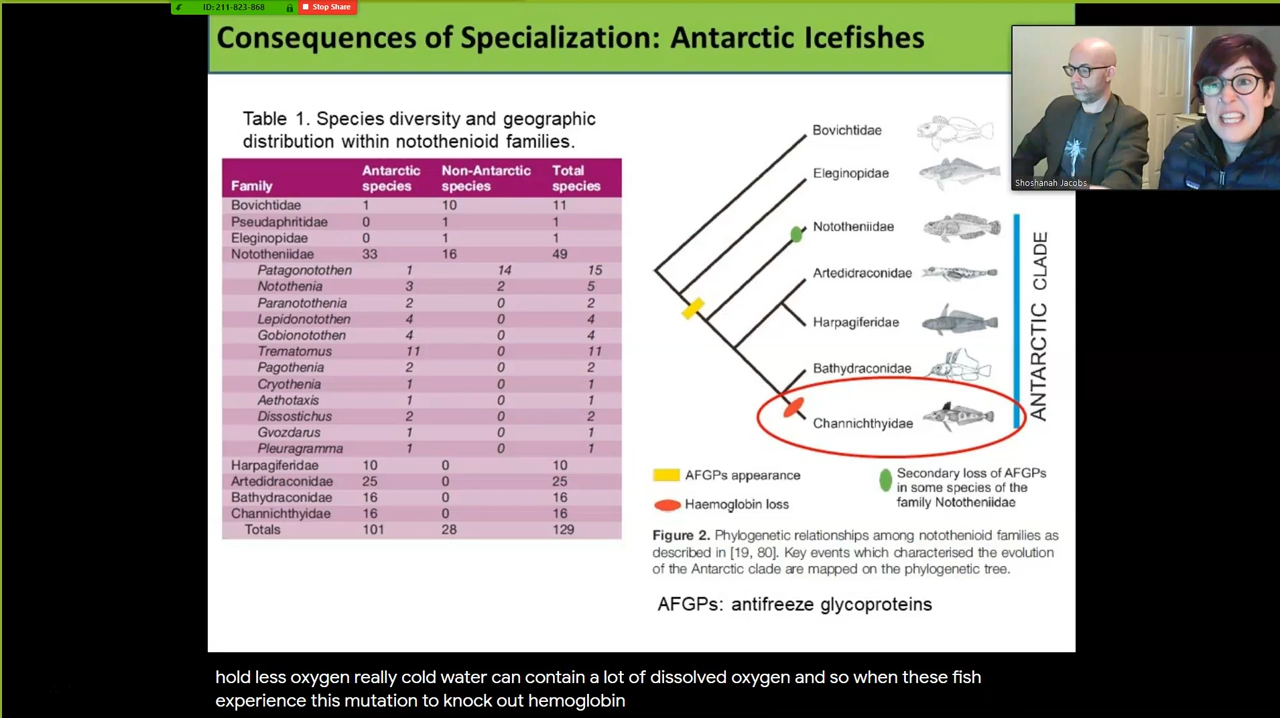 ID: 211-823-868
Stop Share
Consequences of Specialization: Antarctic Icefishes
Shoshanah Jacobs
Table 1. Species diversity and geographic
distribution within notothenioid families.
Family Antarctic species Non-Antarctic species Total species
Bovichtidae 1 10 11
Pseudaphritidae 0 1 1
Eleginopidae 0 1 1
Nototheniidae 33 16 49
Patagonotothen 1 14 15
Notothenia 3 2 5
Paranotothenia 2 0 2
Lepidonotothen 4 0 4
Gobionotothen 4 0 4
Trematomus 11 0 11
Pagothenia 2 0 2
Cryothenia 1 0 1
Aethotaxis 1 0 1
Dissostichus 2 0 2
Gvozdarus 1 0 1
Pleuragramma 1 0 1
Harpagiferidae 10 0 10
Artedidraconidae 25 0 25
Bathydraconidae 16 0 16
Channichthyidae 16 0 16
Totals 101 28 129
Bovichtidae
Eleginopidae
Nototheniidae
Artedidraconidae
Harpagiferidae
Bathydraconidae
Channichthyidae
ANTARCTIC CLADE
AFGPs appearance
Haemoglobin loss
Secondary loss of AFGPs
in some species of the
family Nototheniidae
Figure 2. Phylogenetic relationships among notothenioid families as
described in [19, 80]. Key events which characterised the evolution
of the Antarctic clade are mapped on the phylogenetic tree.
AFGPs: antifreeze glycoproteins
hold less oxygen really cold water can contain a lot of dissolved oxygen and so when these fish
experience this mutation to knock out hemoglobin